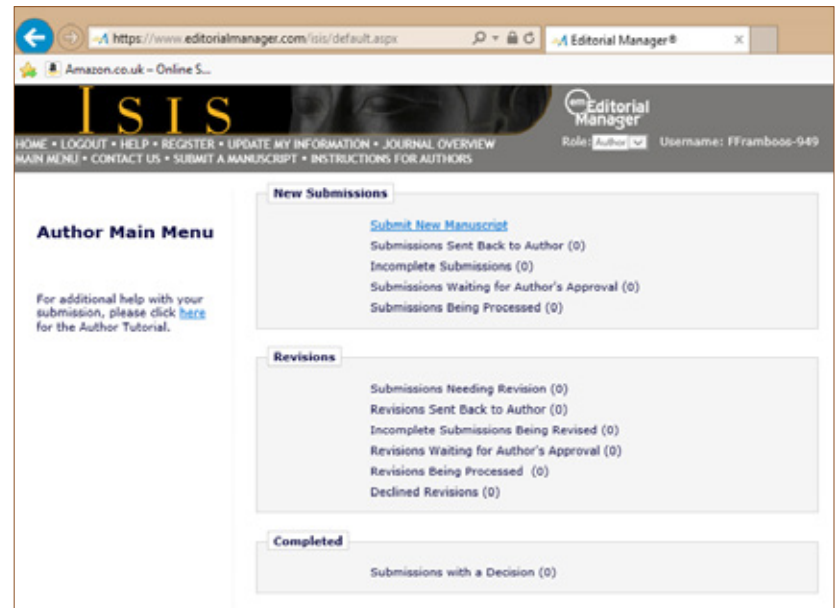 https://www.editorialmanager.com/isis/default.aspx
Editorial Manager®
Amazon.co.uk – Online S...
ISIS
em Editorial Manager
HOME • LOGOUT • HELP • REGISTER • UPDATE MY INFORMATION • JOURNAL OVERVIEW
MAIN MENU • CONTACT US • SUBMIT A MANUSCRIPT • INSTRUCTIONS FOR AUTHORS
Role: Author Username: FFramboos-949
Author Main Menu
For additional help with your
submission, please click here
for the Author Tutorial.
New Submissions
Submit New Manuscript
Submissions Sent Back to Author (0)
Incomplete Submissions (0)
Submissions Waiting for Author's Approval (0)
Submissions Being Processed (0)
Revisions
Submissions Needing Revision (0)
Revisions Sent Back to Author (0)
Incomplete Submissions Being Revised (0)
Revisions Waiting for Author's Approval (0)
Revisions Being Processed (0)
Declined Revisions (0)
Completed
Submissions with a Decision (0)